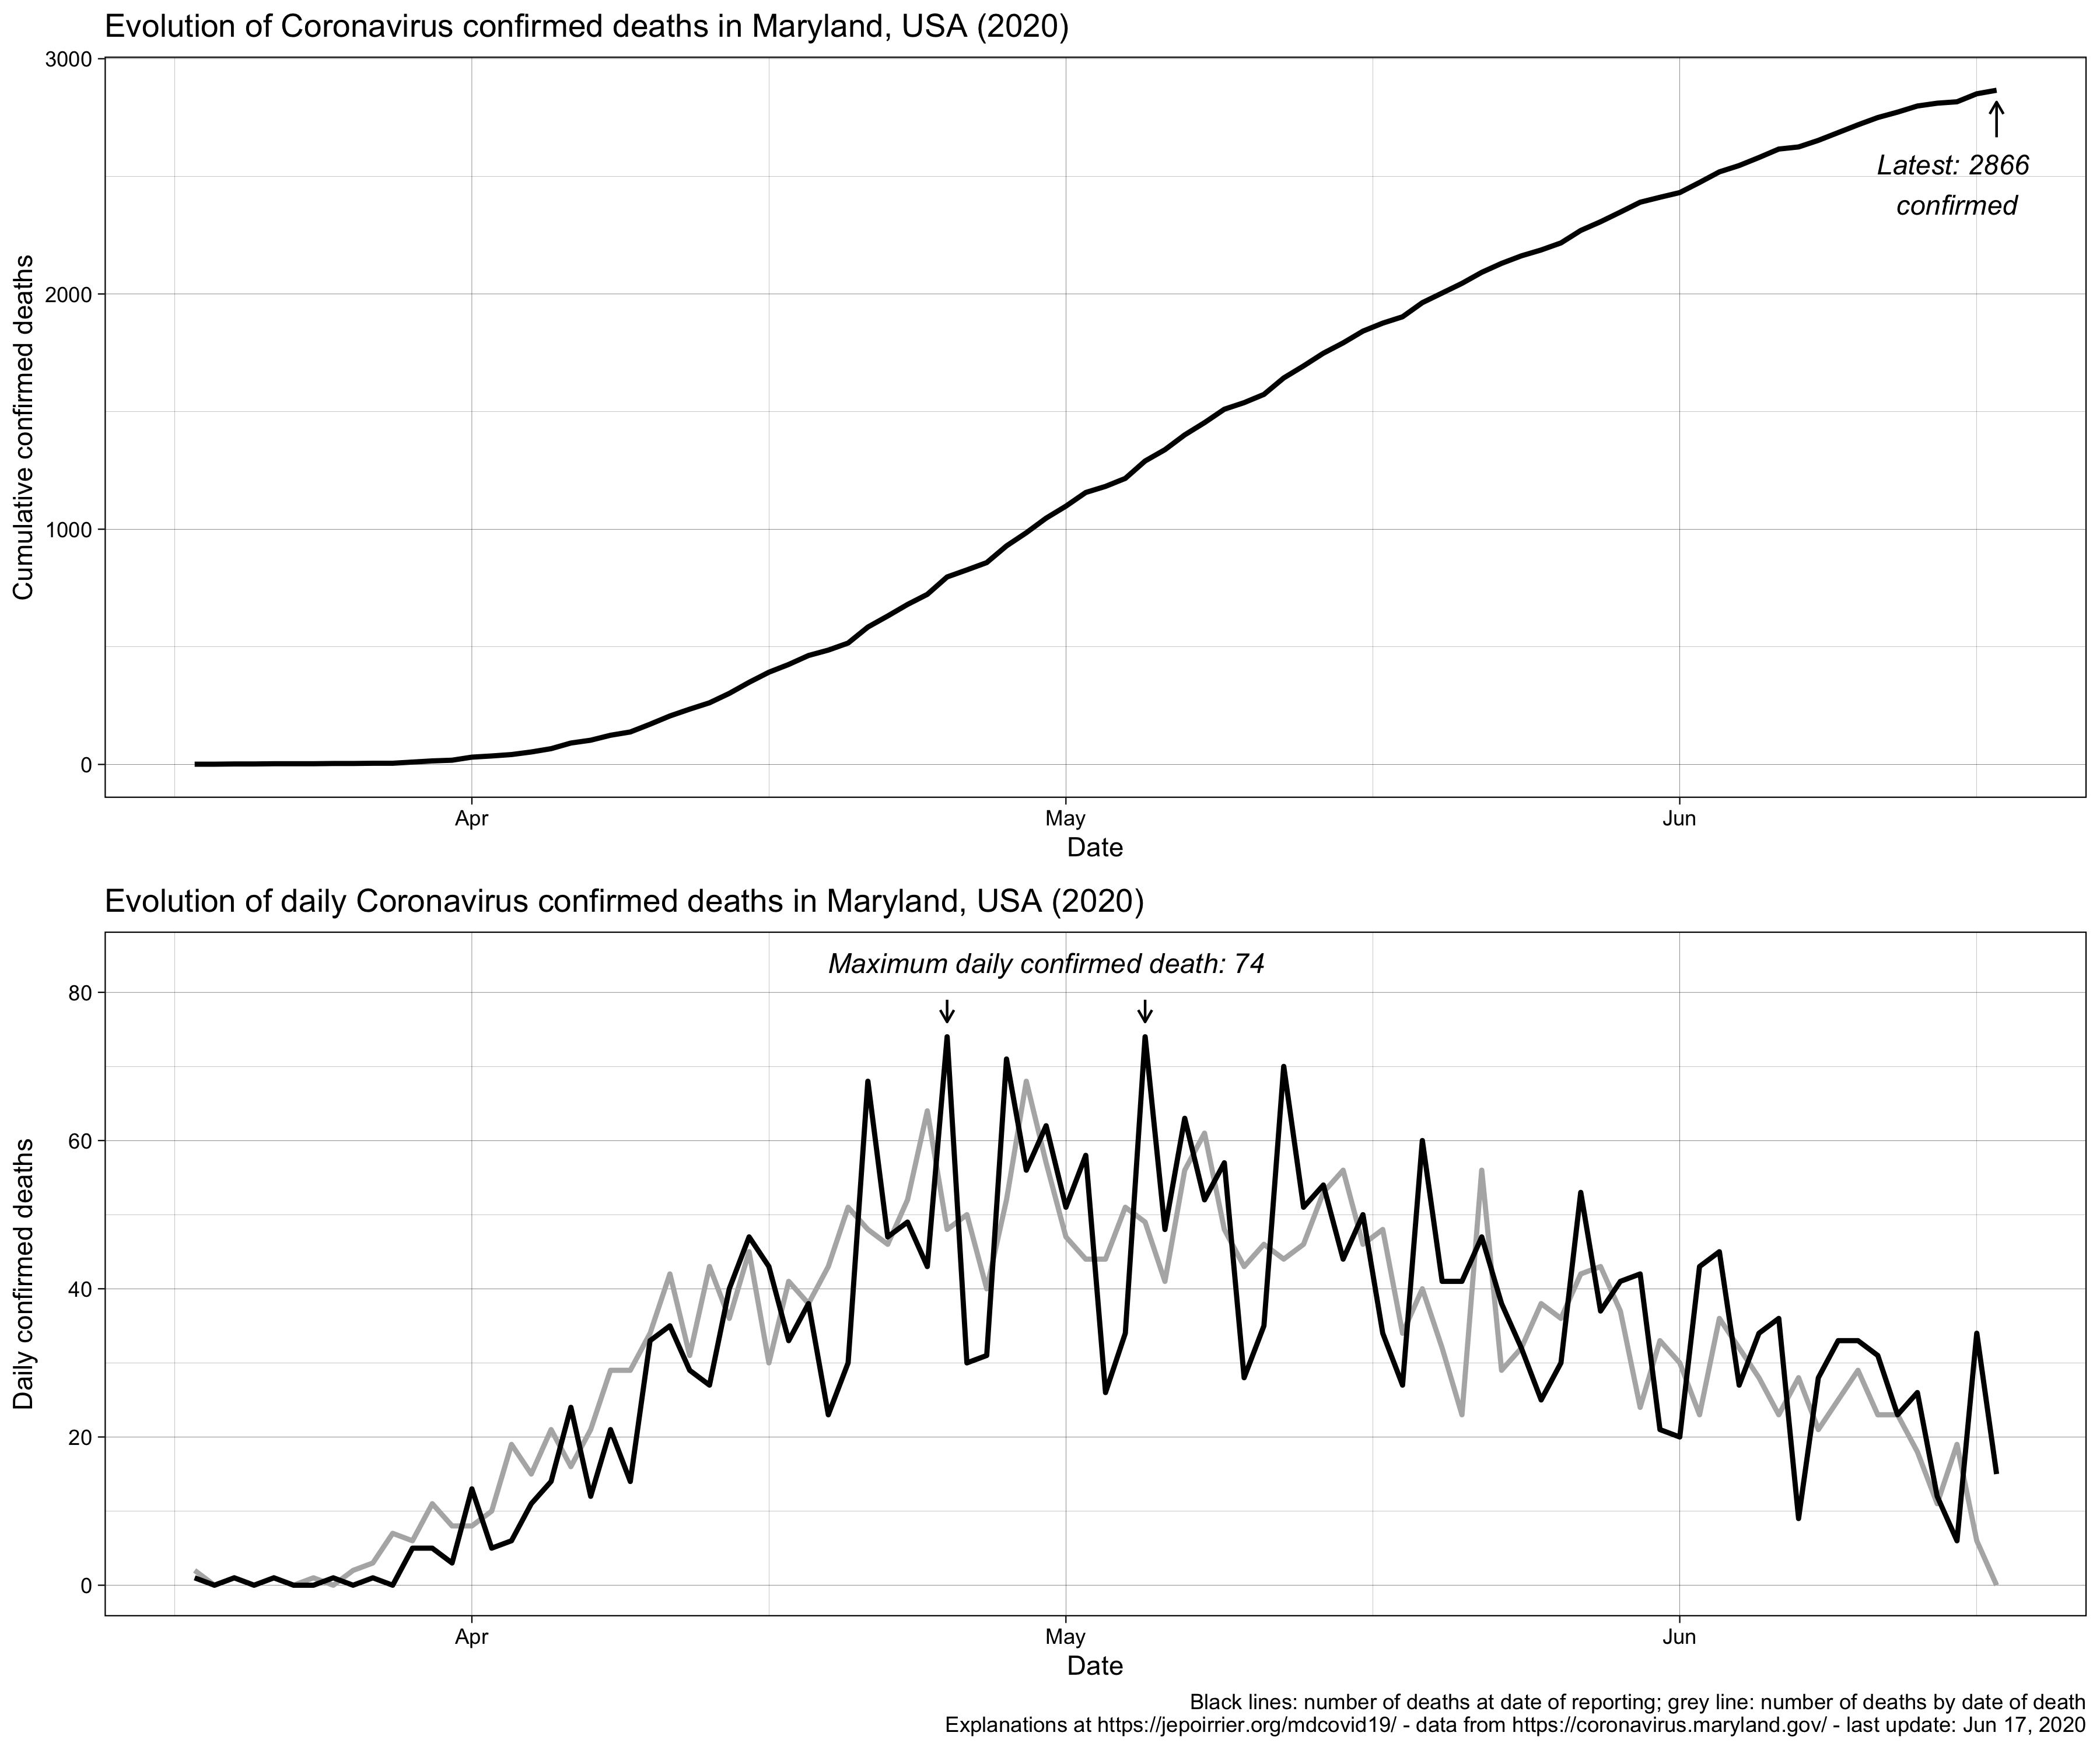 Evolution of Coronavirus confirmed deaths in Maryland, USA (2020)
Cumulative confirmed deaths
3000
2000
1000
0
Latest: 2866
confirmed
Apr
May
Jun
Date
Evolution of daily Coronavirus confirmed deaths in Maryland, USA (2020)
Daily confirmed deaths
Maximum daily confirmed death: 74
80
60
40
20
0
Apr
May
Jun
Date
Black lines: number of deaths at date of reporting; grey line: number of deaths by date of death
Explanations at https://jepoirrier.org/mdcovid19/ - data from https://coronavirus.maryland.gov/ - last update: Jun 17, 2020